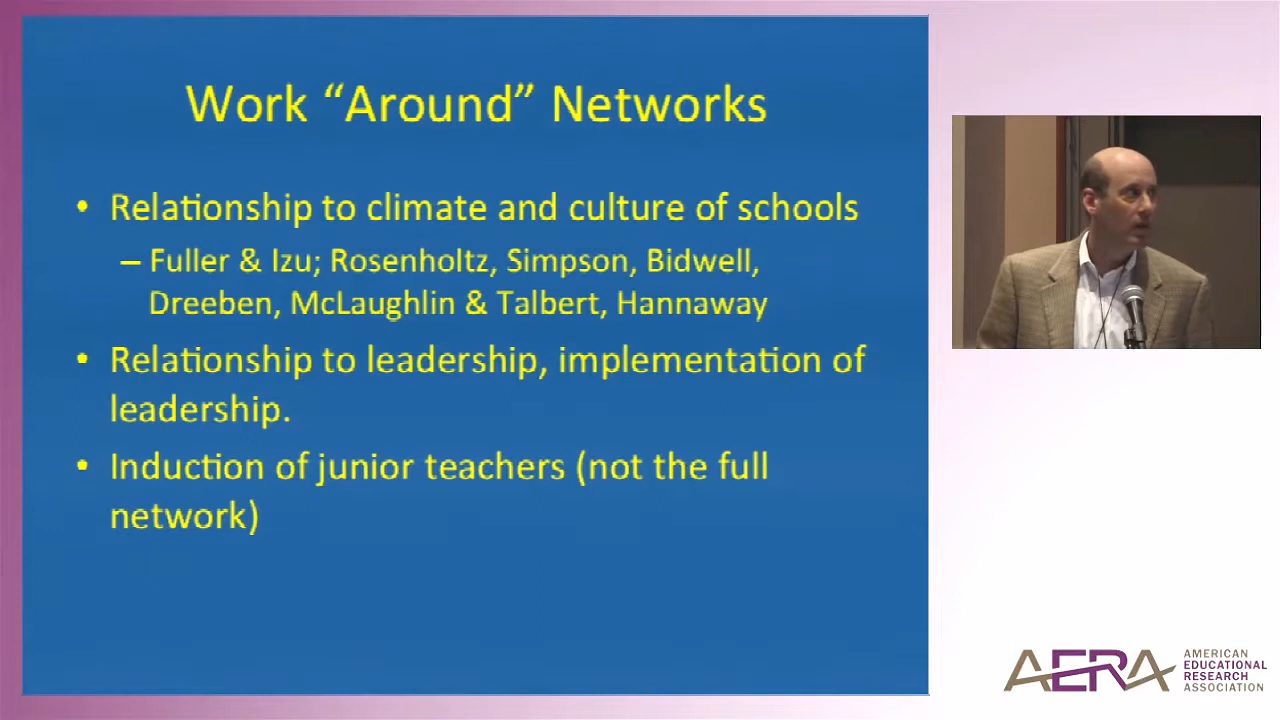 Work “Around” Networks
• Relationship to climate and culture of schools
– Fuller & Izu; Rosenholtz, Simpson, Bidwell,
Dreeben, McLaughlin & Talbert, Hannaway
• Relationship to leadership, implementation of
leadership.
• Induction of junior teachers (not the full
network)
AERA
AMERICAN
EDUCATIONAL
RESEARCH
ASSOCIATION